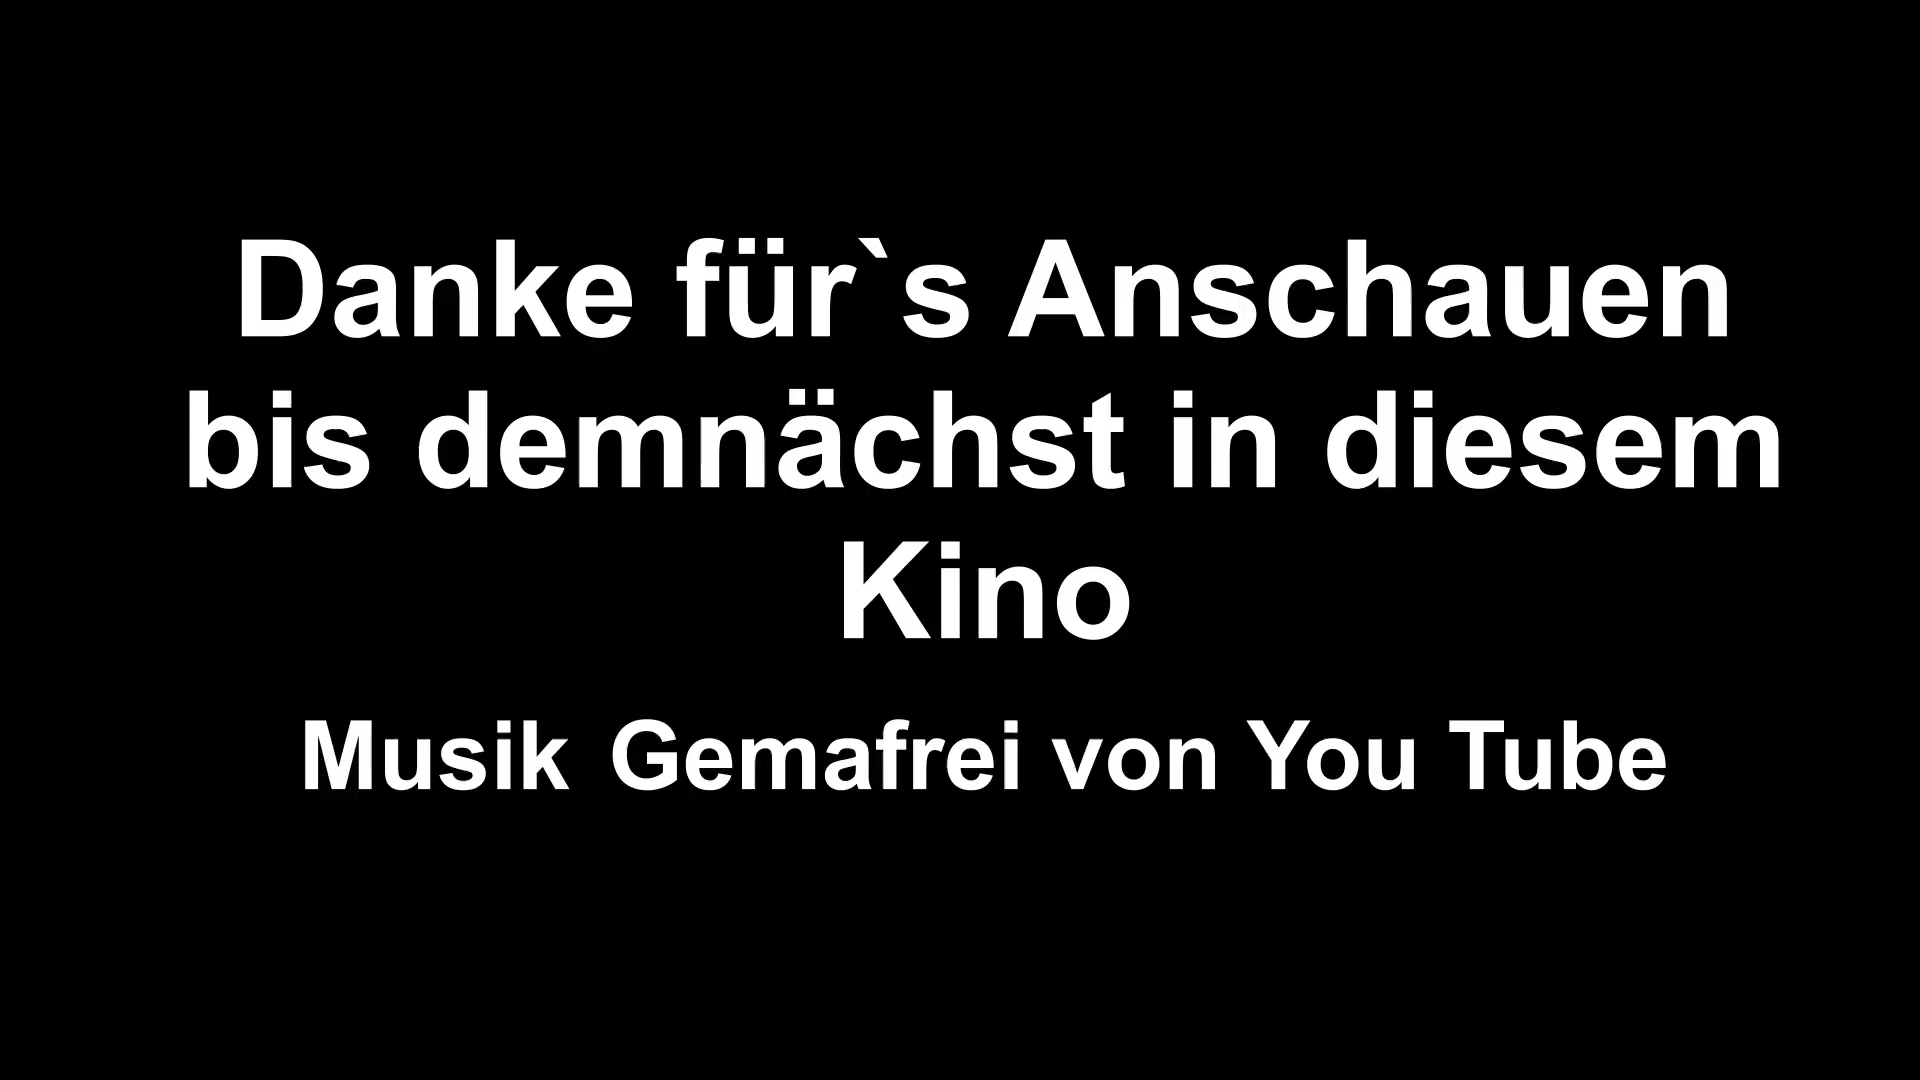 Danke für`s Anschauen
bis demnächst in diesem
Kino
Musik Gemafrei von You Tube